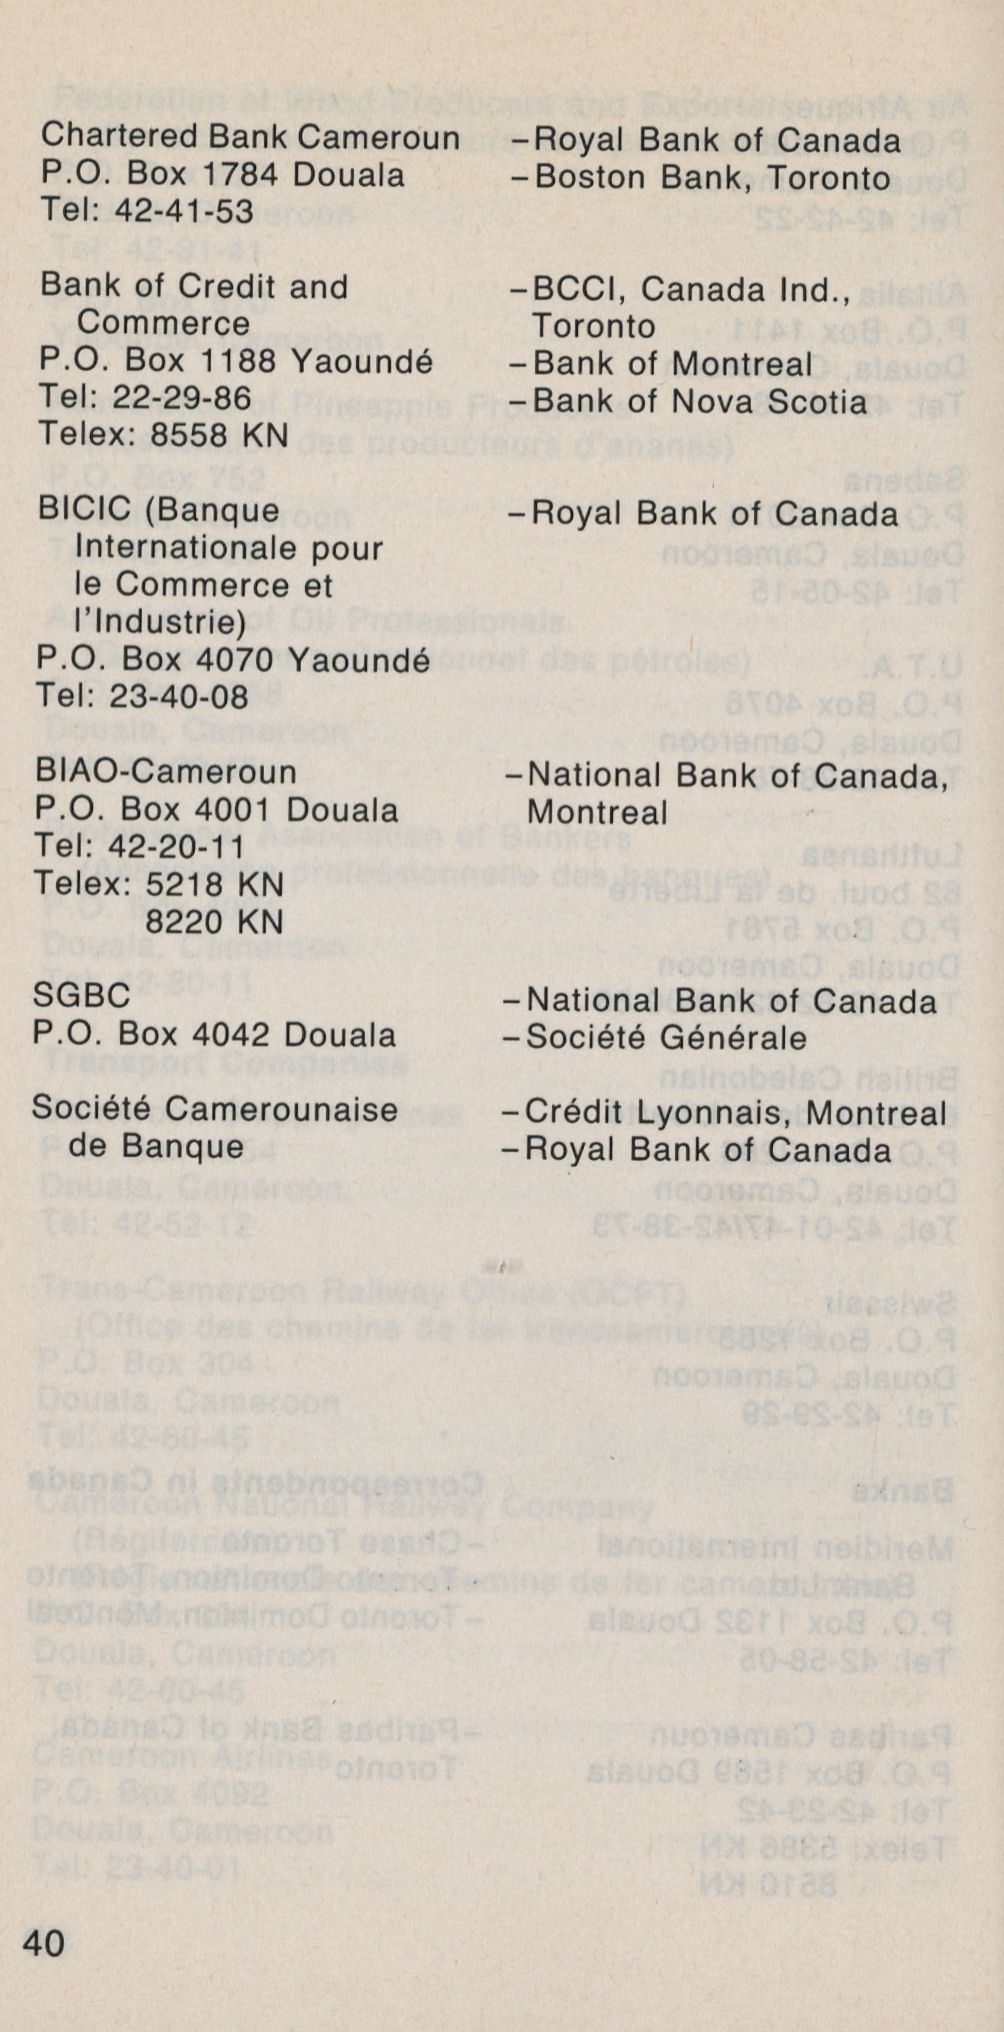 Chartered Bank Cameroun
P.O. Box 1784 Douala
Tel: 42-41-53
–Royal Bank of Canada
–Boston Bank, Toronto
Bank of Credit and
Commerce
P.O. Box 1188 Yaoundé
Tel: 22-29-86
Telex: 8558 KN
–BCCI, Canada Ind.,
Toronto
–Bank of Montreal
–Bank of Nova Scotia
BICIC (Banque
Internationale pour
le Commerce et
l'Industrie)
P.O. Box 4070 Yaoundé
Tel: 23-40-08
–Royal Bank of Canada
BIAO-Cameroun
P.O. Box 4001 Douala
Tel: 42-20-11
Telex: 5218 KN
8220 KN
–National Bank of Canada,
Montreal
SGBC
P.O. Box 4042 Douala
–National Bank of Canada
–Société Générale
Société Camerounaise
de Banque
–Crédit Lyonnais, Montreal
–Royal Bank of Canada
40